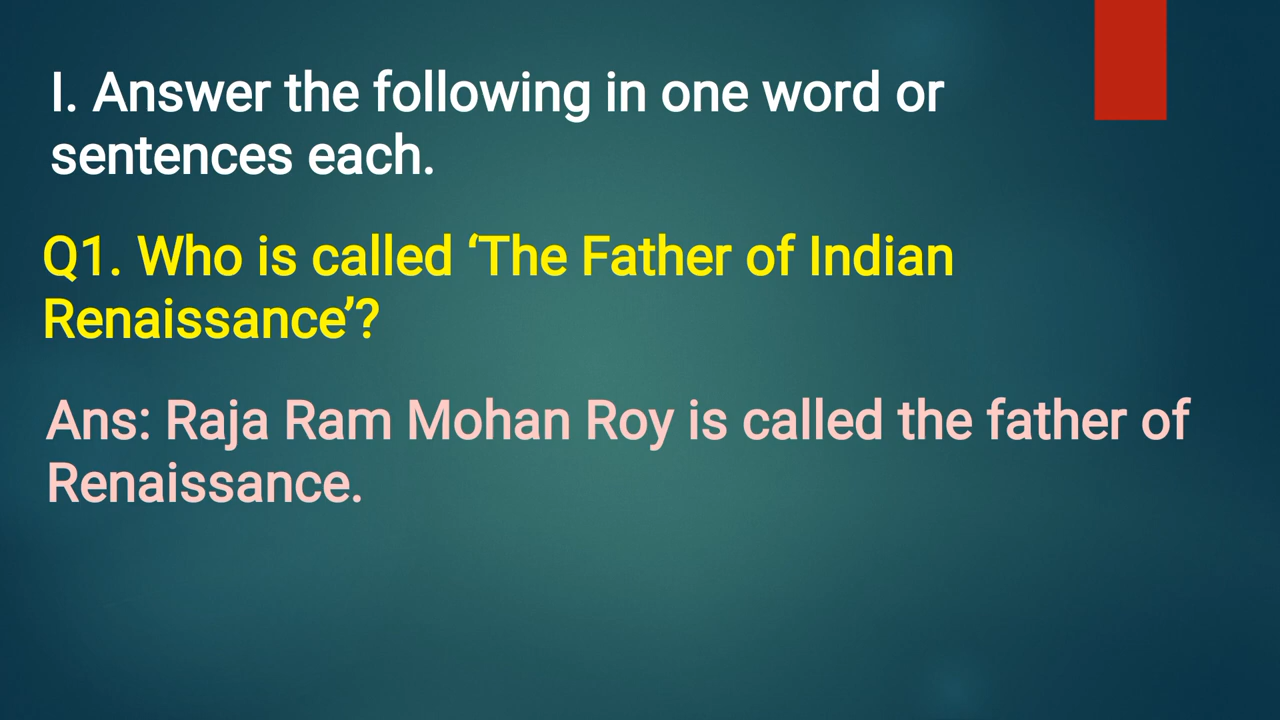 I. Answer the following in one word or
sentences each.
Q1. Who is called ‘The Father of Indian
Renaissance’?
Ans: Raja Ram Mohan Roy is called the father of
Renaissance.